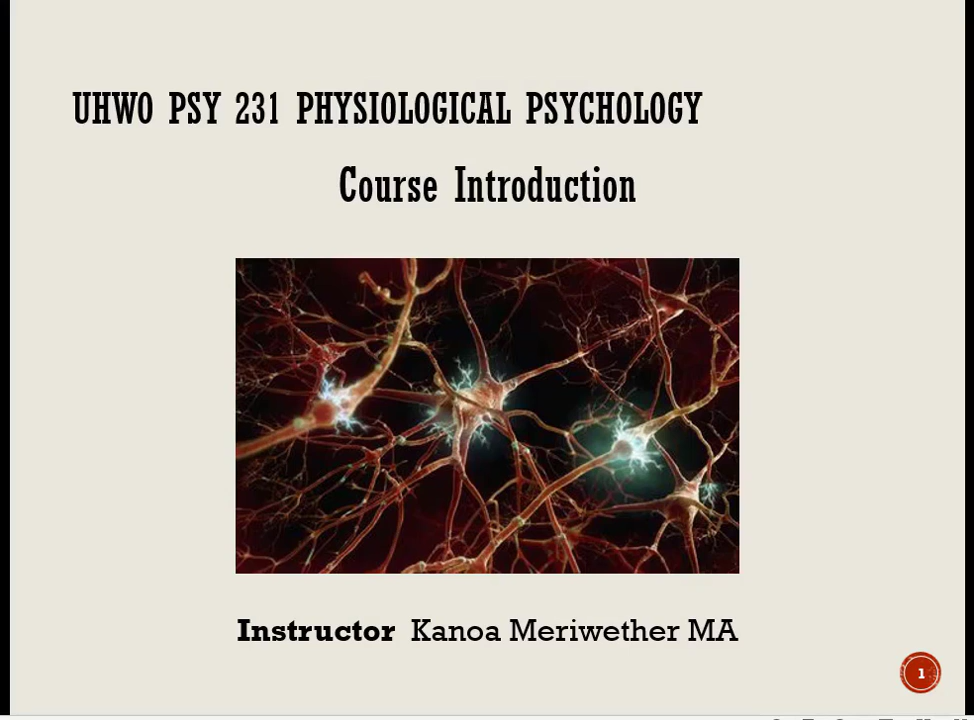 UHWO PSY 231 PHYSIOLOGICAL PSYCHOLOGY
Course Introduction
Instructor Kanoa Meriwether MA
1